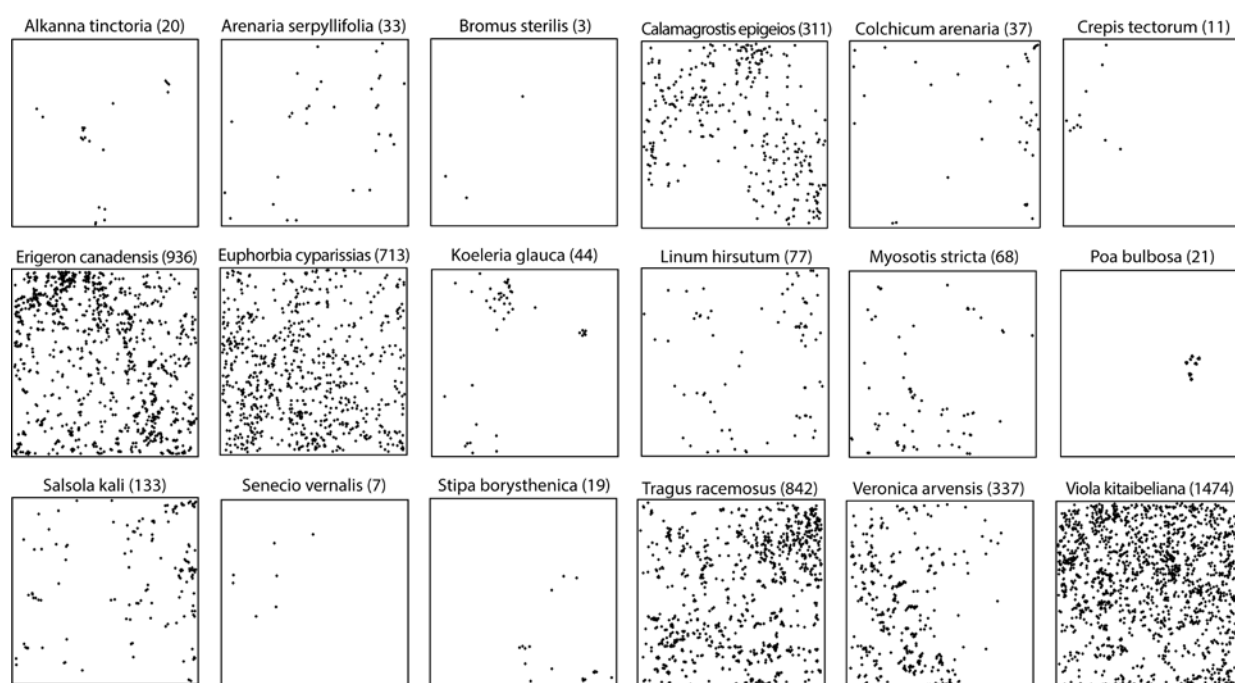 Alkanna tinctoria (20) Arenaria serpyllifolia (33) Bromus sterilis (3) Calamagrostis epigeios (311) Colchicum arenaria (37) Crepis tectorum (11)
Erigeron canadensis (936) Euphorbia cyparissias (713) Koeleria glauca (44) Linum hirsutum (77) Myosotis stricta (68) Poa bulbosa (21)
Salsola kali (133) Senecio vernalis (7) Stipa borysthenica (19) Tragus racemosus (842) Veronica arvensis (337) Viola kitaibeliana (1474)